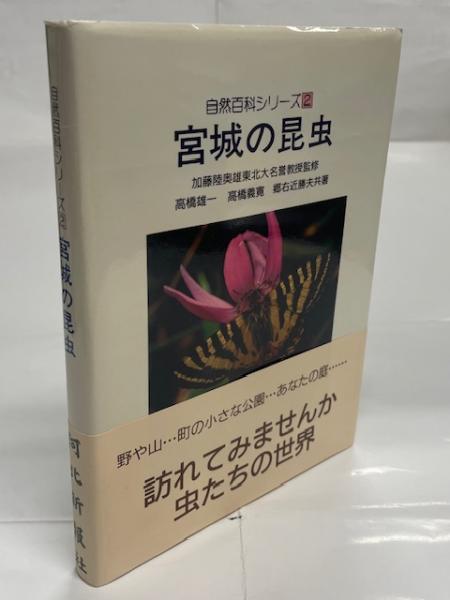 自然百科シリーズ2
宮城の昆虫
加藤陸奥雄東北大名誉教授監修
高橋雄一 高橋義寛 郷右近勝夫共著
野や山…町の小さな公園…あなたの庭……
訪れてみませんか
虫たちの世界
自然百科シリーズ2
宮城の昆虫
河北新報社